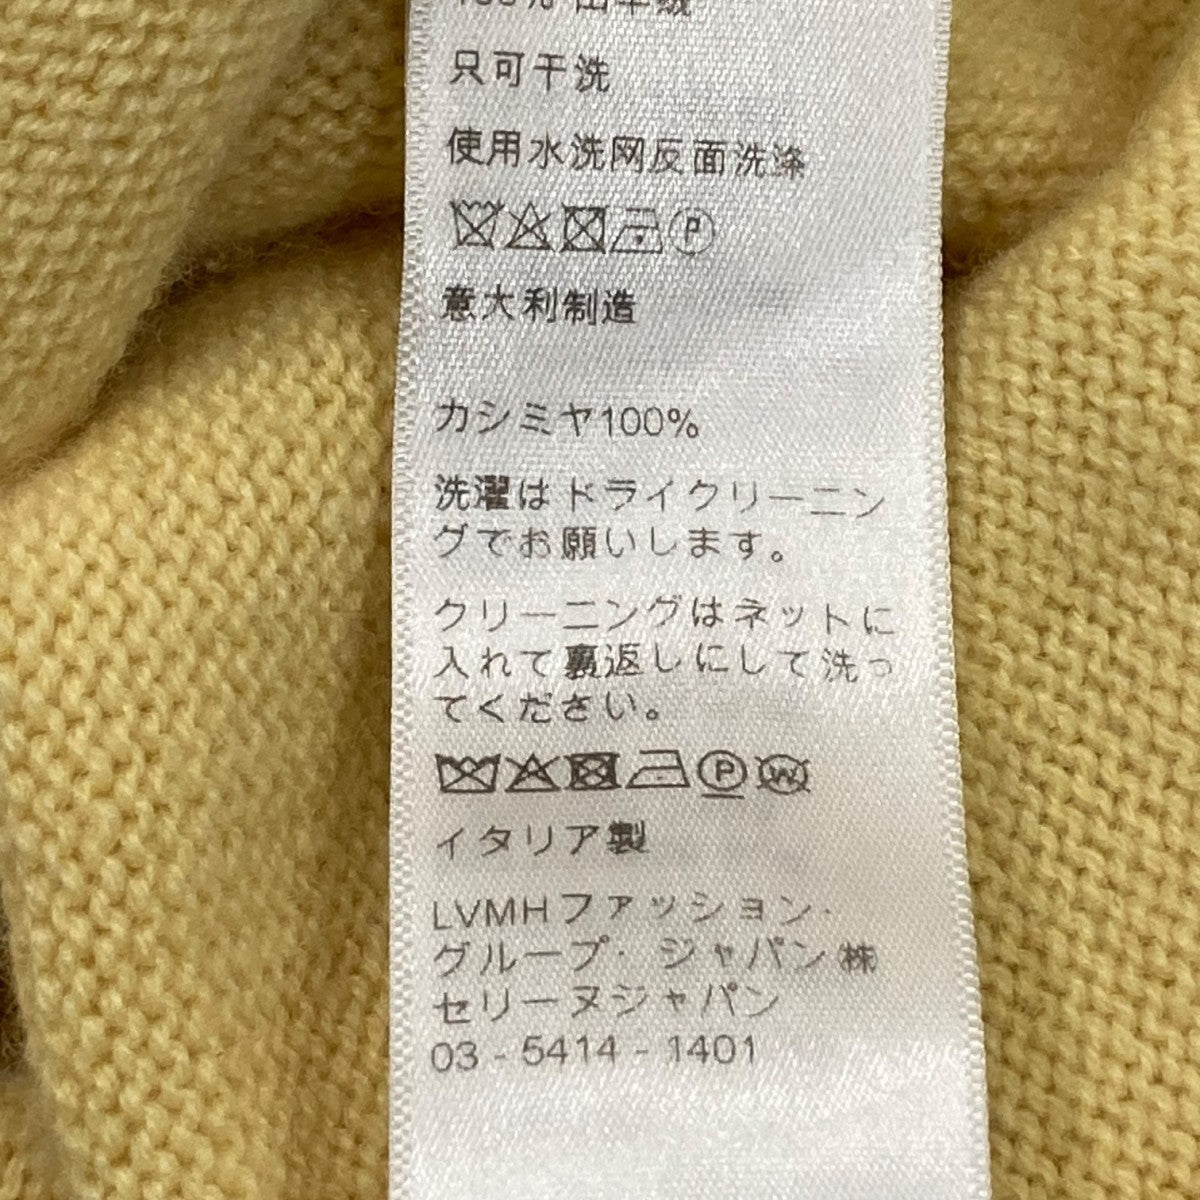 100% 山羊绒
只可干洗
使用水洗网反面洗涤
P
意大利制造
カシミヤ100%
洗濯はドライクリーニン
グでお願いします。
クリーニングはネットに
入れて裏返しにして洗っ
てください。
P W
イタリア製
LVMHファッション·
グループ· ジャパン㈱
セリーヌジャパン
03 - 5414 - 1401